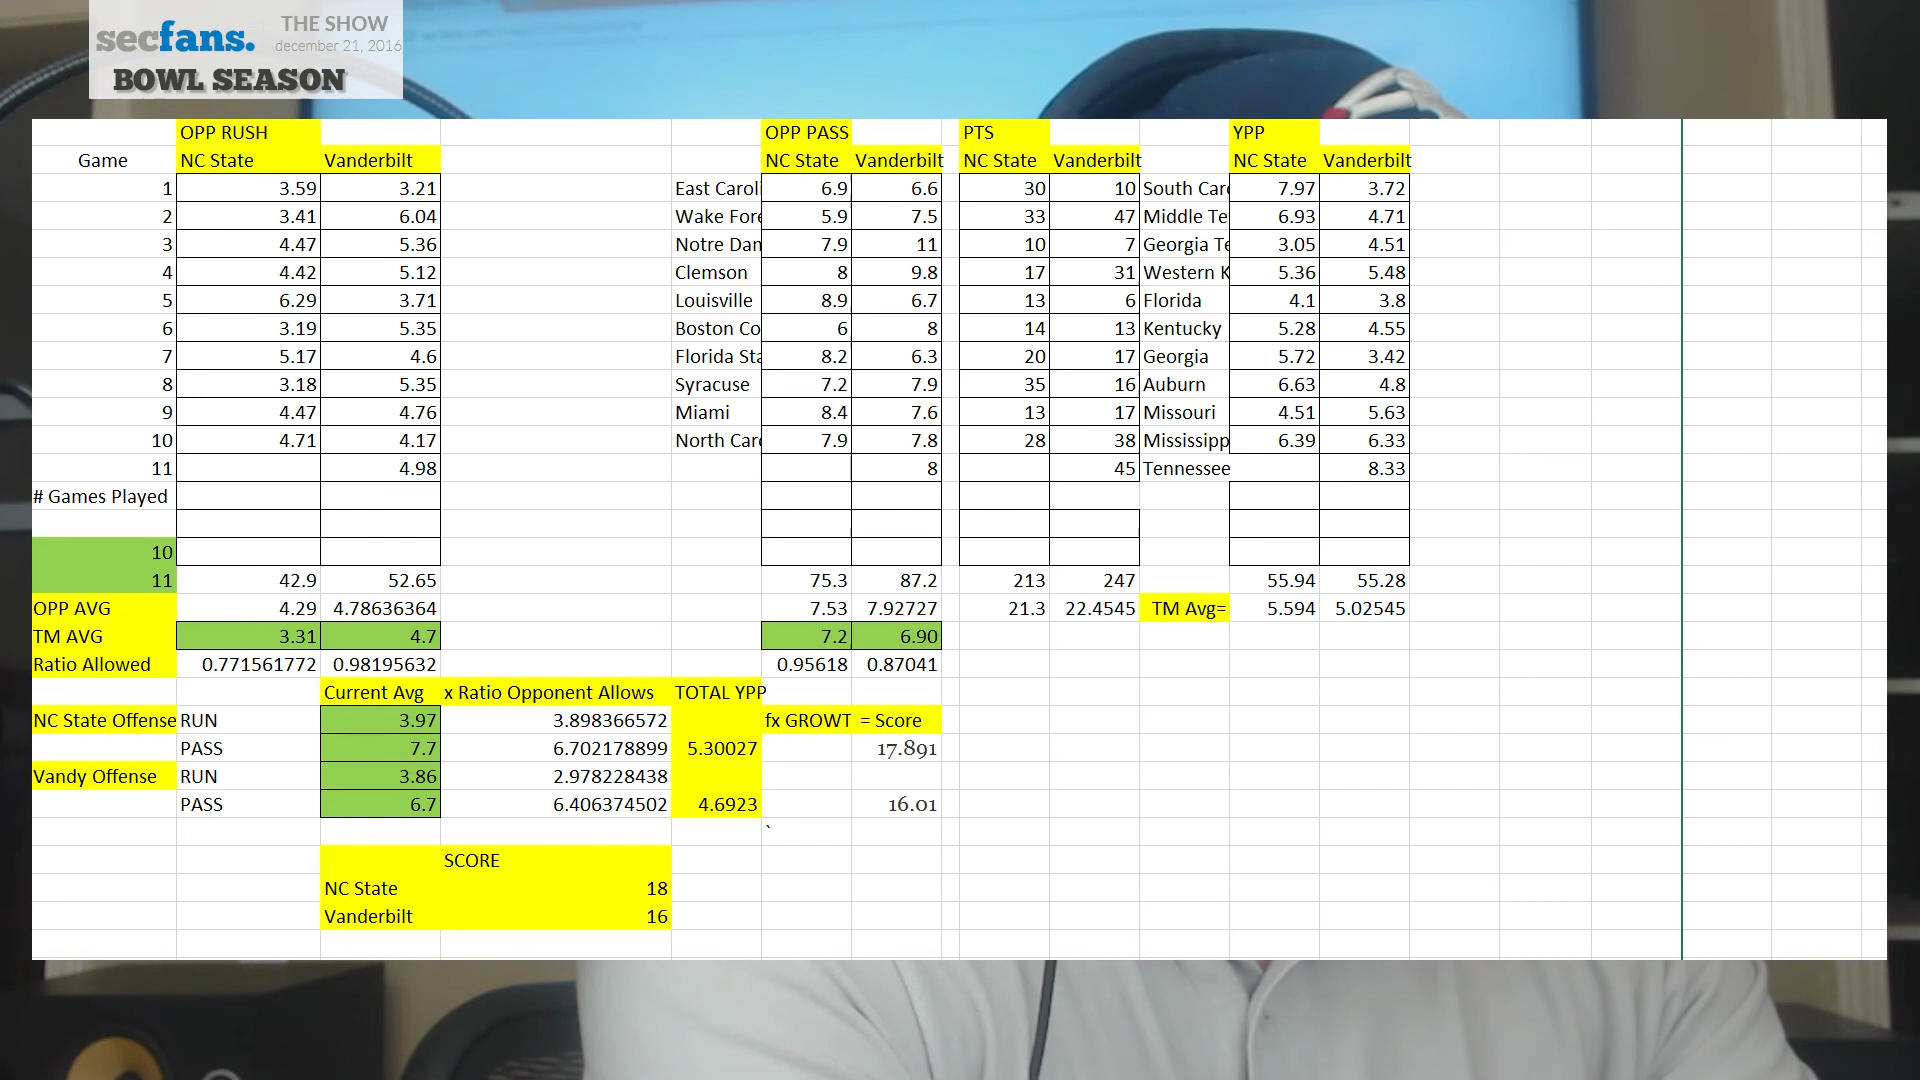 secfans. THE SHOW
december 21, 2016
BOWL SEASON
OPP RUSH OPP PASS PTS YPP
Game NC State Vanderbilt NC State Vanderbilt NC State Vanderbilt NC State Vanderbilt
1 3.59 3.21 East Caroli 6.9 6.6 30 10 South Car 7.97 3.72
2 3.41 6.04 Wake Fore 5.9 7.5 33 47 Middle Te 6.93 4.71
3 4.47 5.36 Notre Dam 7.9 11 10 7 Georgia Te 3.05 4.51
4 4.42 5.12 Clemson 8 9.8 17 31 Western K 5.36 5.48
5 6.29 3.71 Louisville 8.9 6.7 13 6 Florida 4.1 3.8
6 3.19 5.35 Boston Co 6 8 14 13 Kentucky 5.28 4.55
7 5.17 4.6 Florida Sta 8.2 6.3 20 17 Georgia 5.72 3.42
8 3.18 5.35 Syracuse 7.2 7.9 35 16 Auburn 6.63 4.8
9 4.47 4.76 Miami 8.4 7.6 13 17 Missouri 4.51 5.63
10 4.71 4.17 North Car 7.9 7.8 28 38 Mississipp 6.39 6.33
11 4.98 8 45 Tennessee 8.33
# Games Played
10
11 42.9 52.65 75.3 87.2 213 247 55.94 55.28
OPP AVG 4.29 4.78636364 7.53 7.92727 21.3 22.4545 TM Avg= 5.594 5.02545
TM AVG 3.31 4.7 7.2 6.90
Ratio Allowed 0.771561772 0.98195632 0.95618 0.87041
Current Avg x Ratio Opponent Allows TOTAL YPP
NC State Offense RUN 3.97 3.898366572 fx GROWT = Score
PASS 7.7 6.702178899 5.30027 17.891
Vandy Offense RUN 3.86 2.978228438
PASS 6.7 6.406374502 4.6923 16.01
`
SCORE
NC State 18
Vanderbilt 16